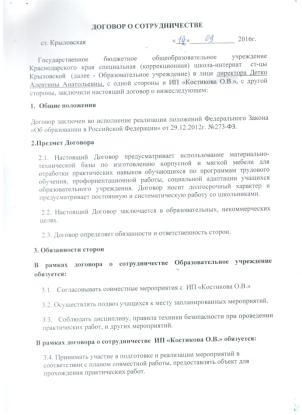 ДОГОВОР О СОТРУДНИЧЕСТВЕ
ст. Крыловская «19» 09 2016г.
Государственное бюджетное общеобразовательное учреждение
Краснодарского края специальная (коррекционная) школа-интернат ст-цы
Крыловской (далее - Образовательное учреждение) в лице директора Детко
Алевтины Анатольевны, с одной стороны и ИП «Костикова О.В.», с другой
стороны, заключили настоящий договор о нижеследующем:
1. Общие положения
Договор заключен во исполнение реализации положений Федерального Закона
«Об образовании в Российской Федерации» от 29.12.2012г. №273-ФЗ.
2.Предмет Договора
2.1. Настоящий Договор предусматривает использование материально-
технической базы по изготовлению корпусной и мягкой мебели для
отработки практических навыков обучающихся по программам трудового
обучения, профориентационной работы, социальной адаптации учащихся
образовательного учреждения. Договор носит долгосрочный характер и
предусматривает постоянную и систематическую работу со школьниками.
2.2. Настоящий Договор заключается в образовательных, некоммерческих
целях.
2.3. Договор определяет обязанности и ответственность сторон.
3. Обязанности сторон
В рамках договора о сотрудничестве Образовательное учреждение
обязуется:
3.1. Согласовывать совместные мероприятия с ИП «Костикова О.В.»
3.2. Осуществлять подвоз учащихся к месту запланированных мероприятий.
3.3. Соблюдать дисциплину, правила техники безопасности при проведении
практических работ, и других мероприятий.
В рамках договора о сотрудничестве ИП «Костикова О.В.» обязуется:
3.4. Принимать участие в подготовке и реализации мероприятий в
соответствии с планом совместной работы, предоставлять объект для
прохождения практических работ.